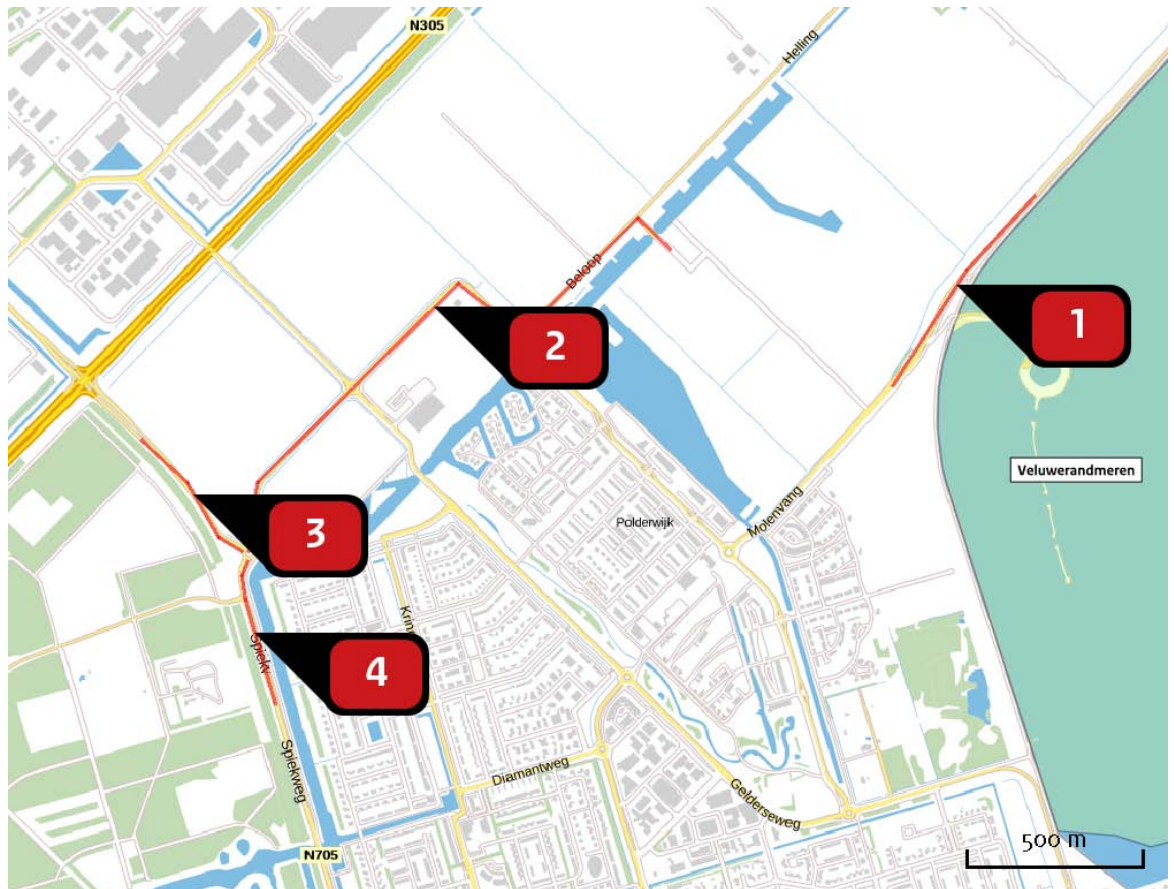 N305
Helling
Beloop
1
2
Veluwerandmeren
3
Polderwijk
Molenvang
Krin
4
Spiekw
Spiekweg
Diamantweg
Gelderseweg
N705
500 m